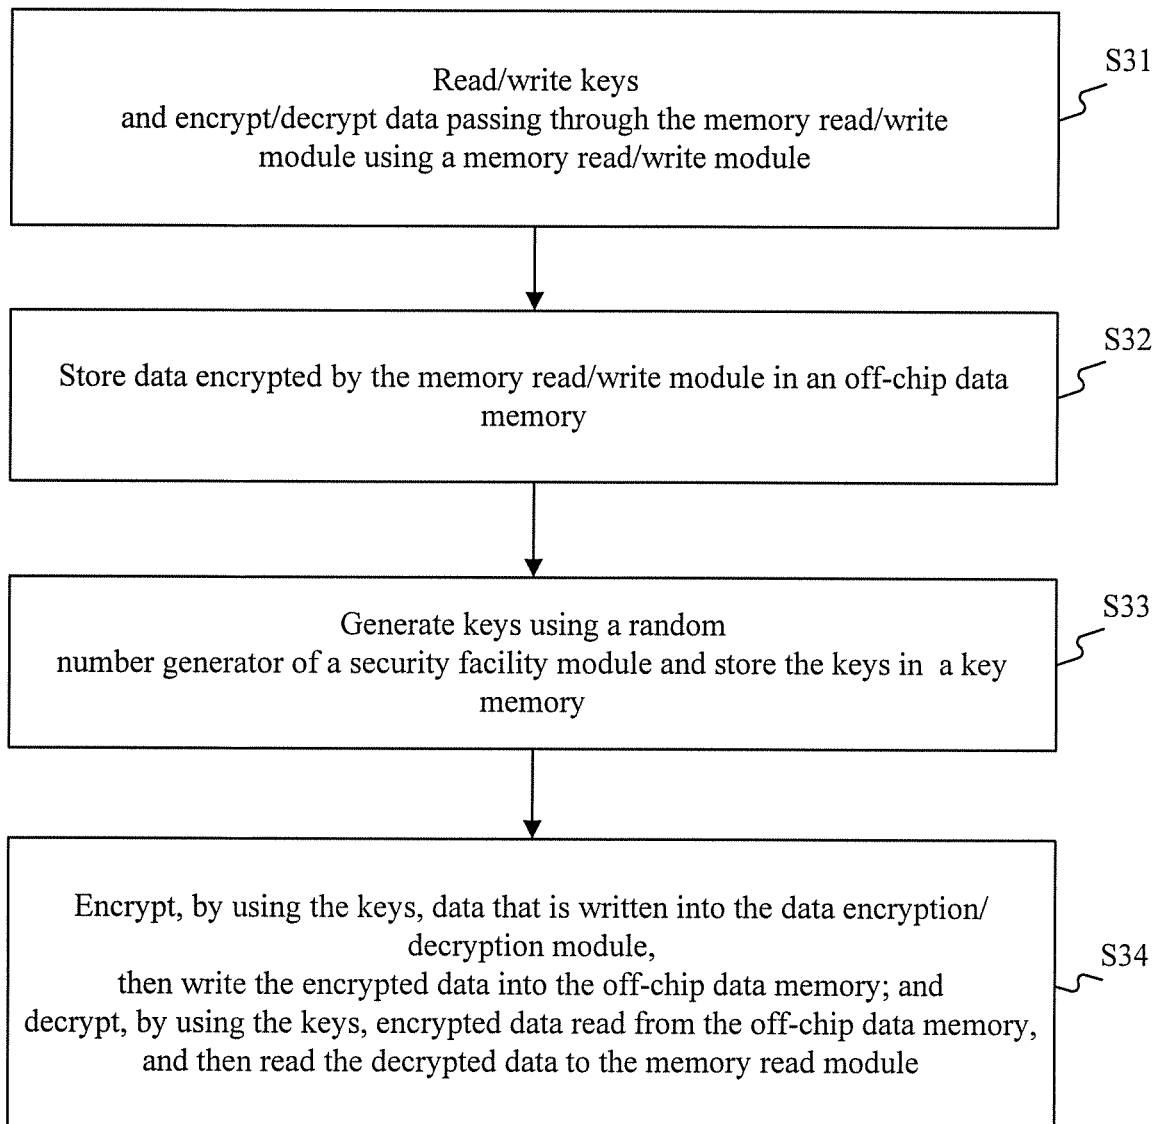 Read/write keys
and encrypt/decrypt data passing through the memory read/write
module using a memory read/write module
S31
Store data encrypted by the memory read/write module in an off-chip data
memory
S32
Generate keys using a random
number generator of a security facility module and store the keys in a key
memory
S33
Encrypt, by using the keys, data that is written into the data encryption/
decryption module,
then write the encrypted data into the off-chip data memory; and
decrypt, by using the keys, encrypted data read from the off-chip data memory,
and then read the decrypted data to the memory read module
S34